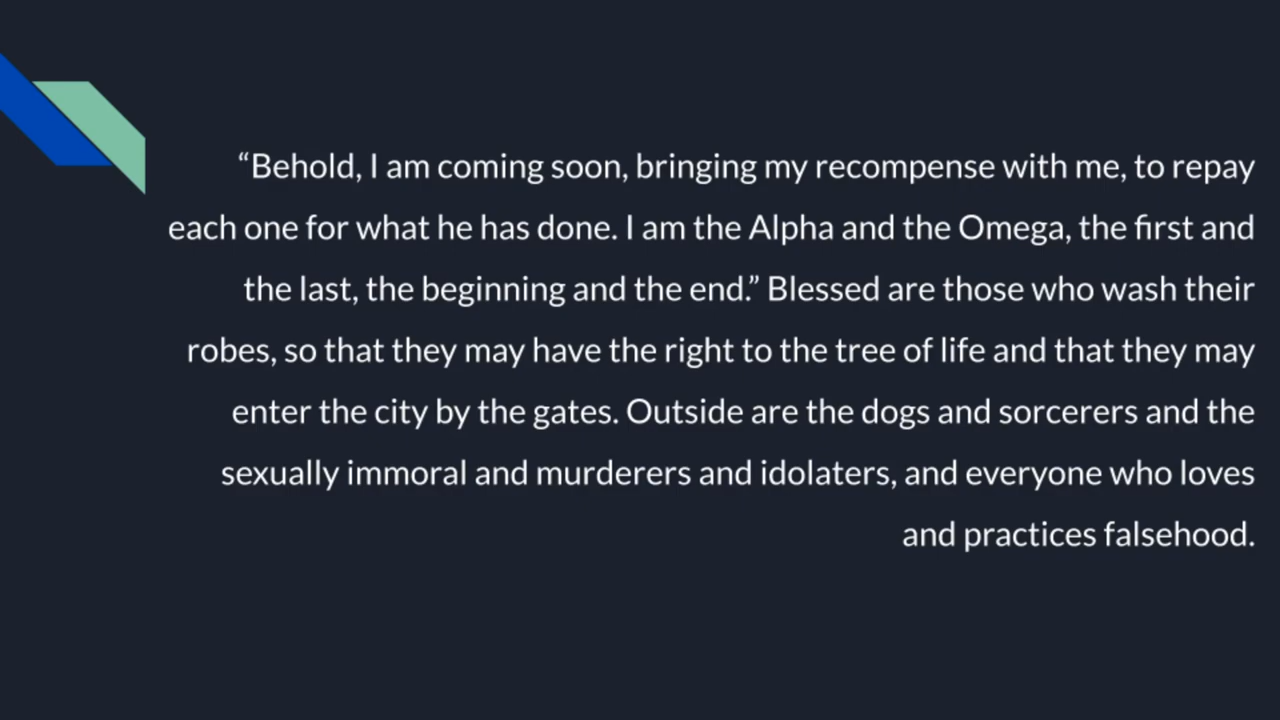 “Behold, I am coming soon, bringing my recompense with me, to repay
each one for what he has done. I am the Alpha and the Omega, the first and
the last, the beginning and the end.” Blessed are those who wash their
robes, so that they may have the right to the tree of life and that they may
enter the city by the gates. Outside are the dogs and sorcerers and the
sexually immoral and murderers and idolaters, and everyone who loves
and practices falsehood.